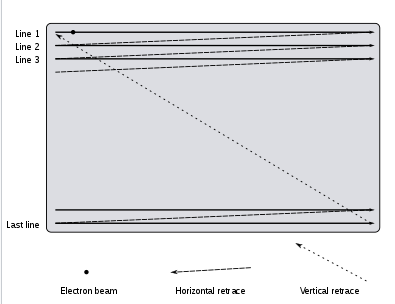 Line 1
Line 2
Line 3
Last line
Electron beam
Horizontal retrace
Vertical retrace